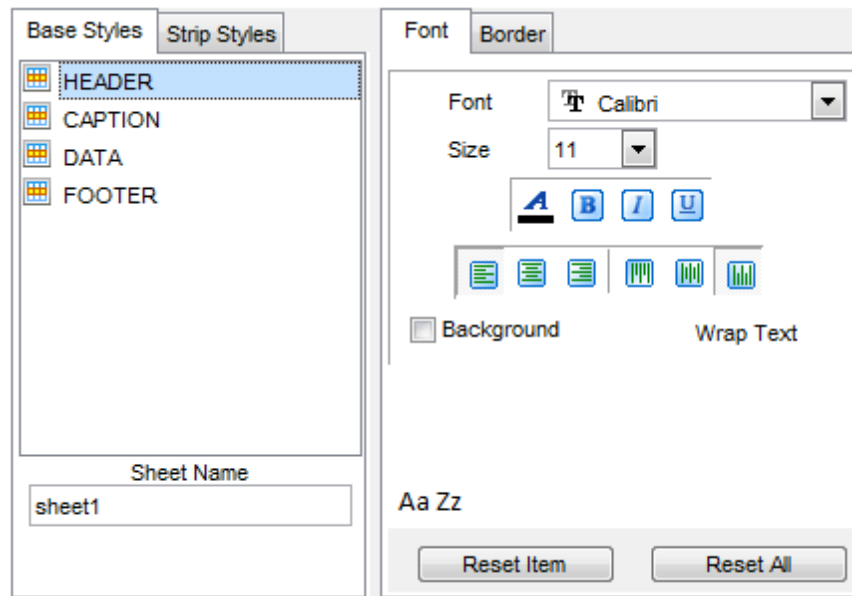 Base Styles Strip Styles
HEADER
CAPTION
DATA
FOOTER
Sheet Name
sheet1
Font Border
Font Calibri
Size 11
A B I U
Background Wrap Text
Aa Zz
Reset Item Reset All